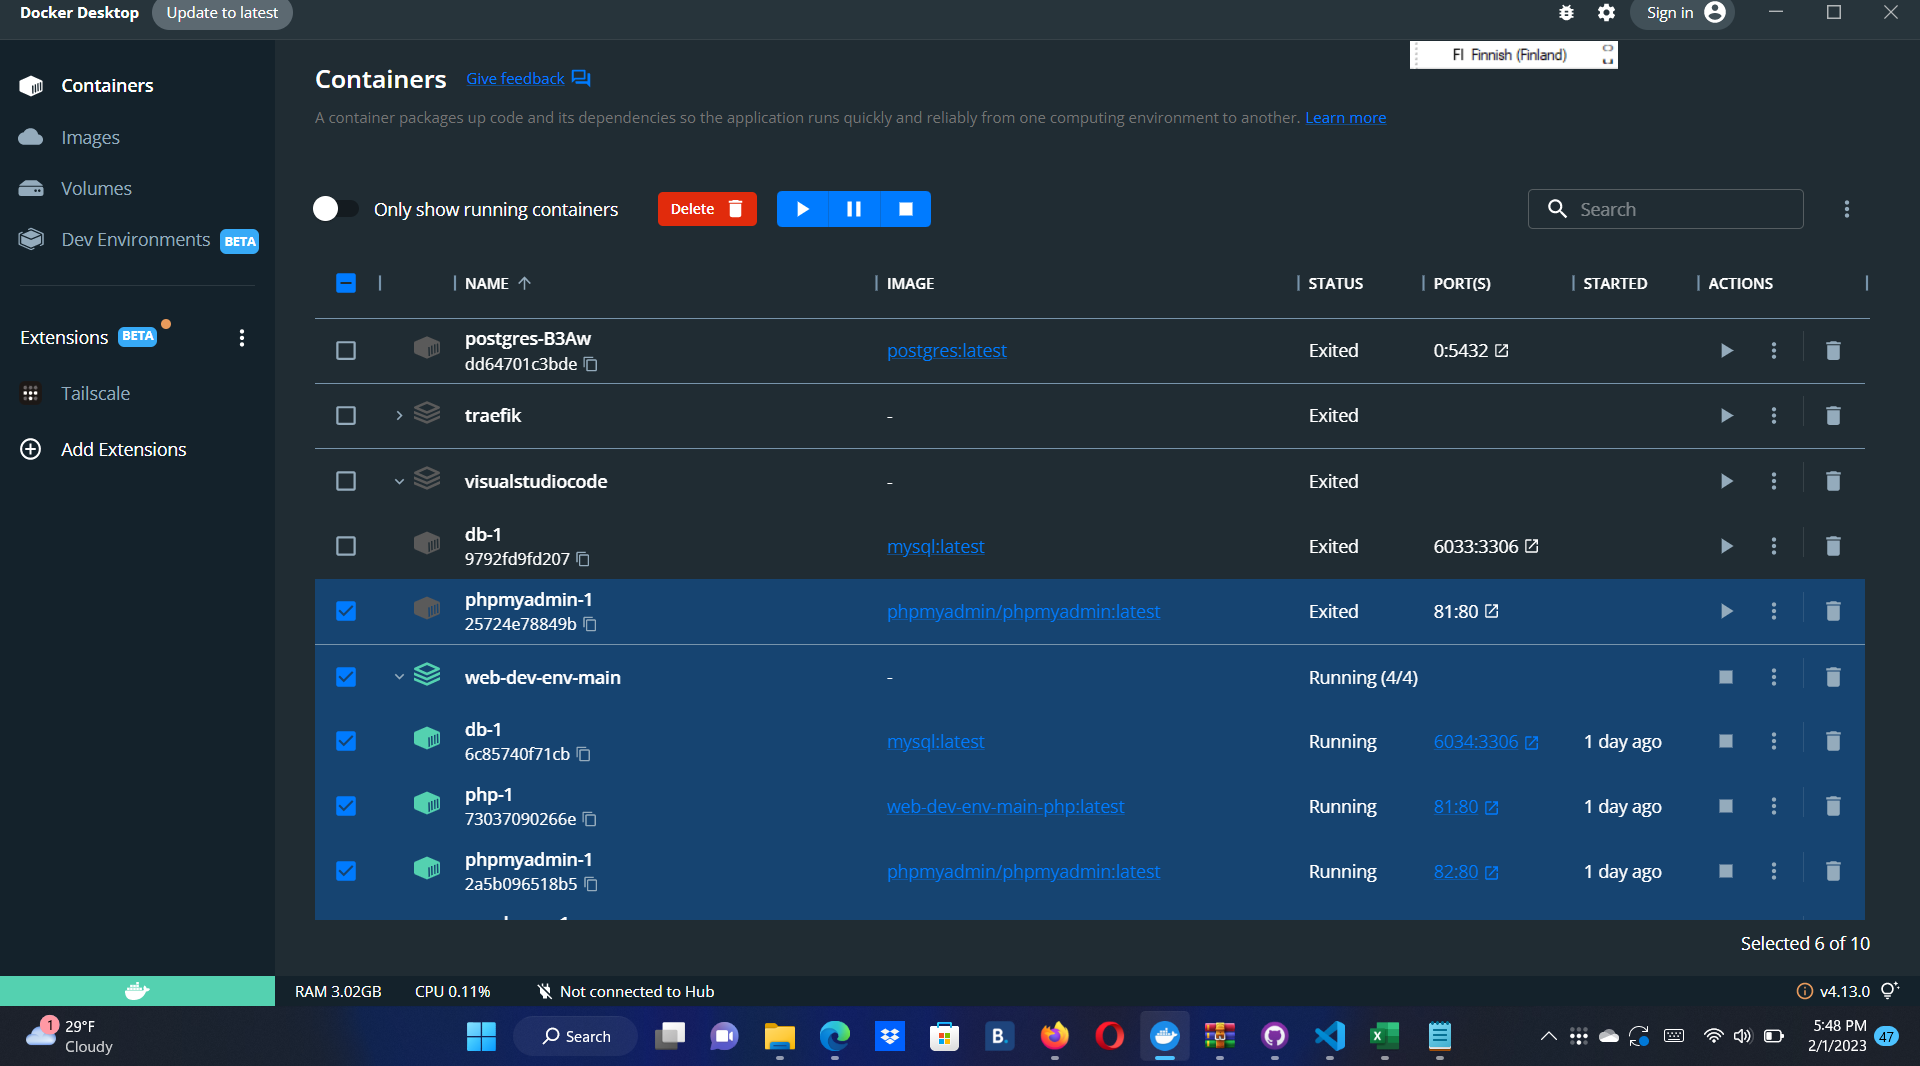 Docker Desktop Update to latest Sign in
FI Finnish (Finland)
Containers
Images
Volumes
Dev Environments BETA
Extensions BETA
Tailscale
Add Extensions
Containers Give feedback
A container packages up code and its dependencies so the application runs quickly and reliably from one computing environment to another. Learn more
Only show running containers Delete Search
NAME IMAGE STATUS PORT(S) STARTED ACTIONS
postgres-B3Aw
dd64701c3bde postgres:latest Exited 0:5432
traefik - Exited
visualstudiocode - Exited
db-1
9792fd9fd207 mysql:latest Exited 6033:3306
phpmyadmin-1
25724e78849b phpmyadmin/phpmyadmin:latest Exited 81:80
web-dev-env-main - Running (4/4)
db-1
6c85740f71cb mysql:latest Running 6034:3306 1 day ago
php-1
73037090266e web-dev-env-main-php:latest Running 81:80 1 day ago
phpmyadmin-1
2a5b096518b5 phpmyadmin/phpmyadmin:latest Running 82:80 1 day ago
Selected 6 of 10
RAM 3.02GB CPU 0.11% Not connected to Hub v4.13.0
1 29°F
Cloudy
Search
B.
5:48 PM
2/1/2023 47